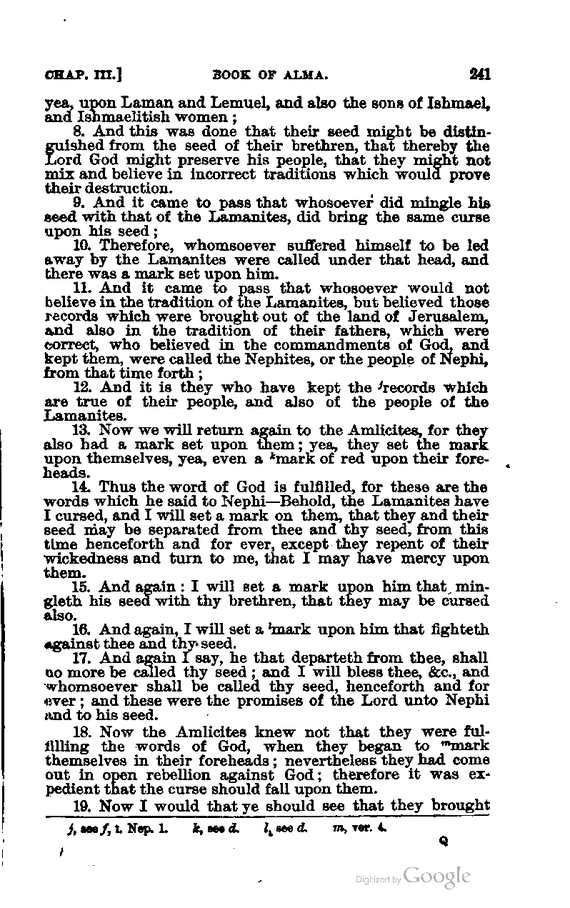 CHAP. III.] BOOK OF ALMA. 241
yea, upon Laman and Lemuel, and also the sons of Ishmael,
and Ishmaelitish women ;
8. And this was done that their seed might be distin-
guished from the seed of their brethren, that thereby the
Lord God might preserve his people, that they might not
mix and believe in incorrect traditions which would prove
their destruction.
9. And it came to pass that whosoever did mingle his
seed with that of the Lamanites, did bring the same curse
upon his seed ;
10. Therefore, whomsoever suffered himself to be led
away by the Lamanites were called under that head, and
there was a mark set upon him.
11. And it came to pass that whosoever would not
believe in the tradition of the Lamanites, but believed those
records which were brought out of the land of Jerusalem,
and also in the tradition of their fathers, which were
correct, who believed in the commandments of God, and
kept them, were called the Nephites, or the people of Nephi,
from that time forth ;
12. And it is they who have kept the jrecords which
are true of their people, and also of the people of the
Lamanites.
13. Now we will return again to the Amlicites, for they
also had a mark set upon them ; yea, they set the mark
upon themselves, yea, even a kmark of red upon their fore-
heads.
14. Thus the word of God is fulfilled, for these are the
words which he said to Nephi—Behold, the Lamanites have
I cursed, and I will set a mark on them, that they and their
seed may be separated from thee and thy seed, from this
time henceforth and for ever, except they repent of their
wickedness and turn to me, that I may have mercy upon
them.
15. And again : I will set a mark upon him that min-
gleth his seed with thy brethren, that they may be cursed
also.
16. And again, I will set a lmark upon him that fighteth
against thee and thy seed.
17. And again I say, he that departeth from thee, shall
no more be called thy seed ; and I will bless thee, &c., and
whomsoever shall be called thy seed, henceforth and for
ever ; and these were the promises of the Lord unto Nephi
and to his seed.
18. Now the Amlicites knew not that they were ful-
filling the words of God, when they began to mmark
themselves in their foreheads ; nevertheless they had come
out in open rebellion against God ; therefore it was ex-
pedient that the curse should fall upon them.
19. Now I would that ye should see that they brought
j, see f, 1. Nep. 1. k, see d. l, see d. m, ver. 4.
Q
Digitized by Google